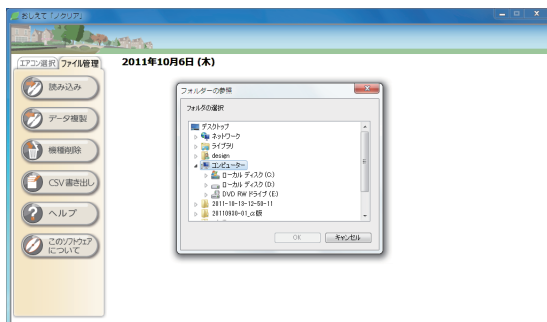 おしえて「ノクリア」
エアコン選択 ファイル管理
2011年10月6日 (木)
読み込み
データ複製
機種削除
CSV書き出し
ヘルプ
このソフトウエア
について
フォルダーの参照
フォルダの選択
デスクトップ
ネットワーク
ライブラリ
design
コンピューター
ローカル ディスク (C:)
ローカル ディスク (D:)
DVD RW ドライブ (E:)
2011-10-13-12-50-11
20110930-01_α版
OK
キャンセル